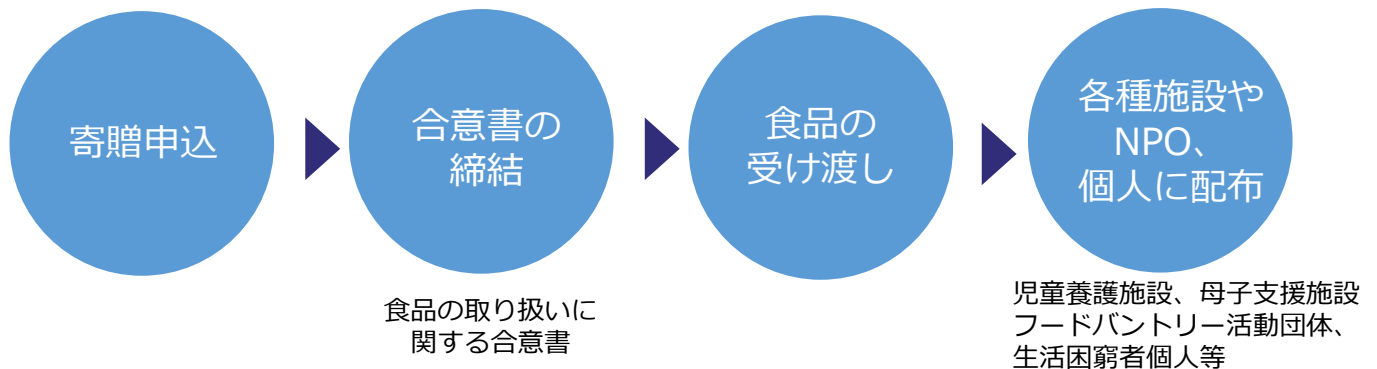 寄贈申込
合意書の
締結
食品の取り扱いに
関する合意書
食品の
受け渡し
各種施設や
NPO、
個人に配布
児童養護施設、母子支援施設
フードバントリー活動団体、
生活困窮者個人等